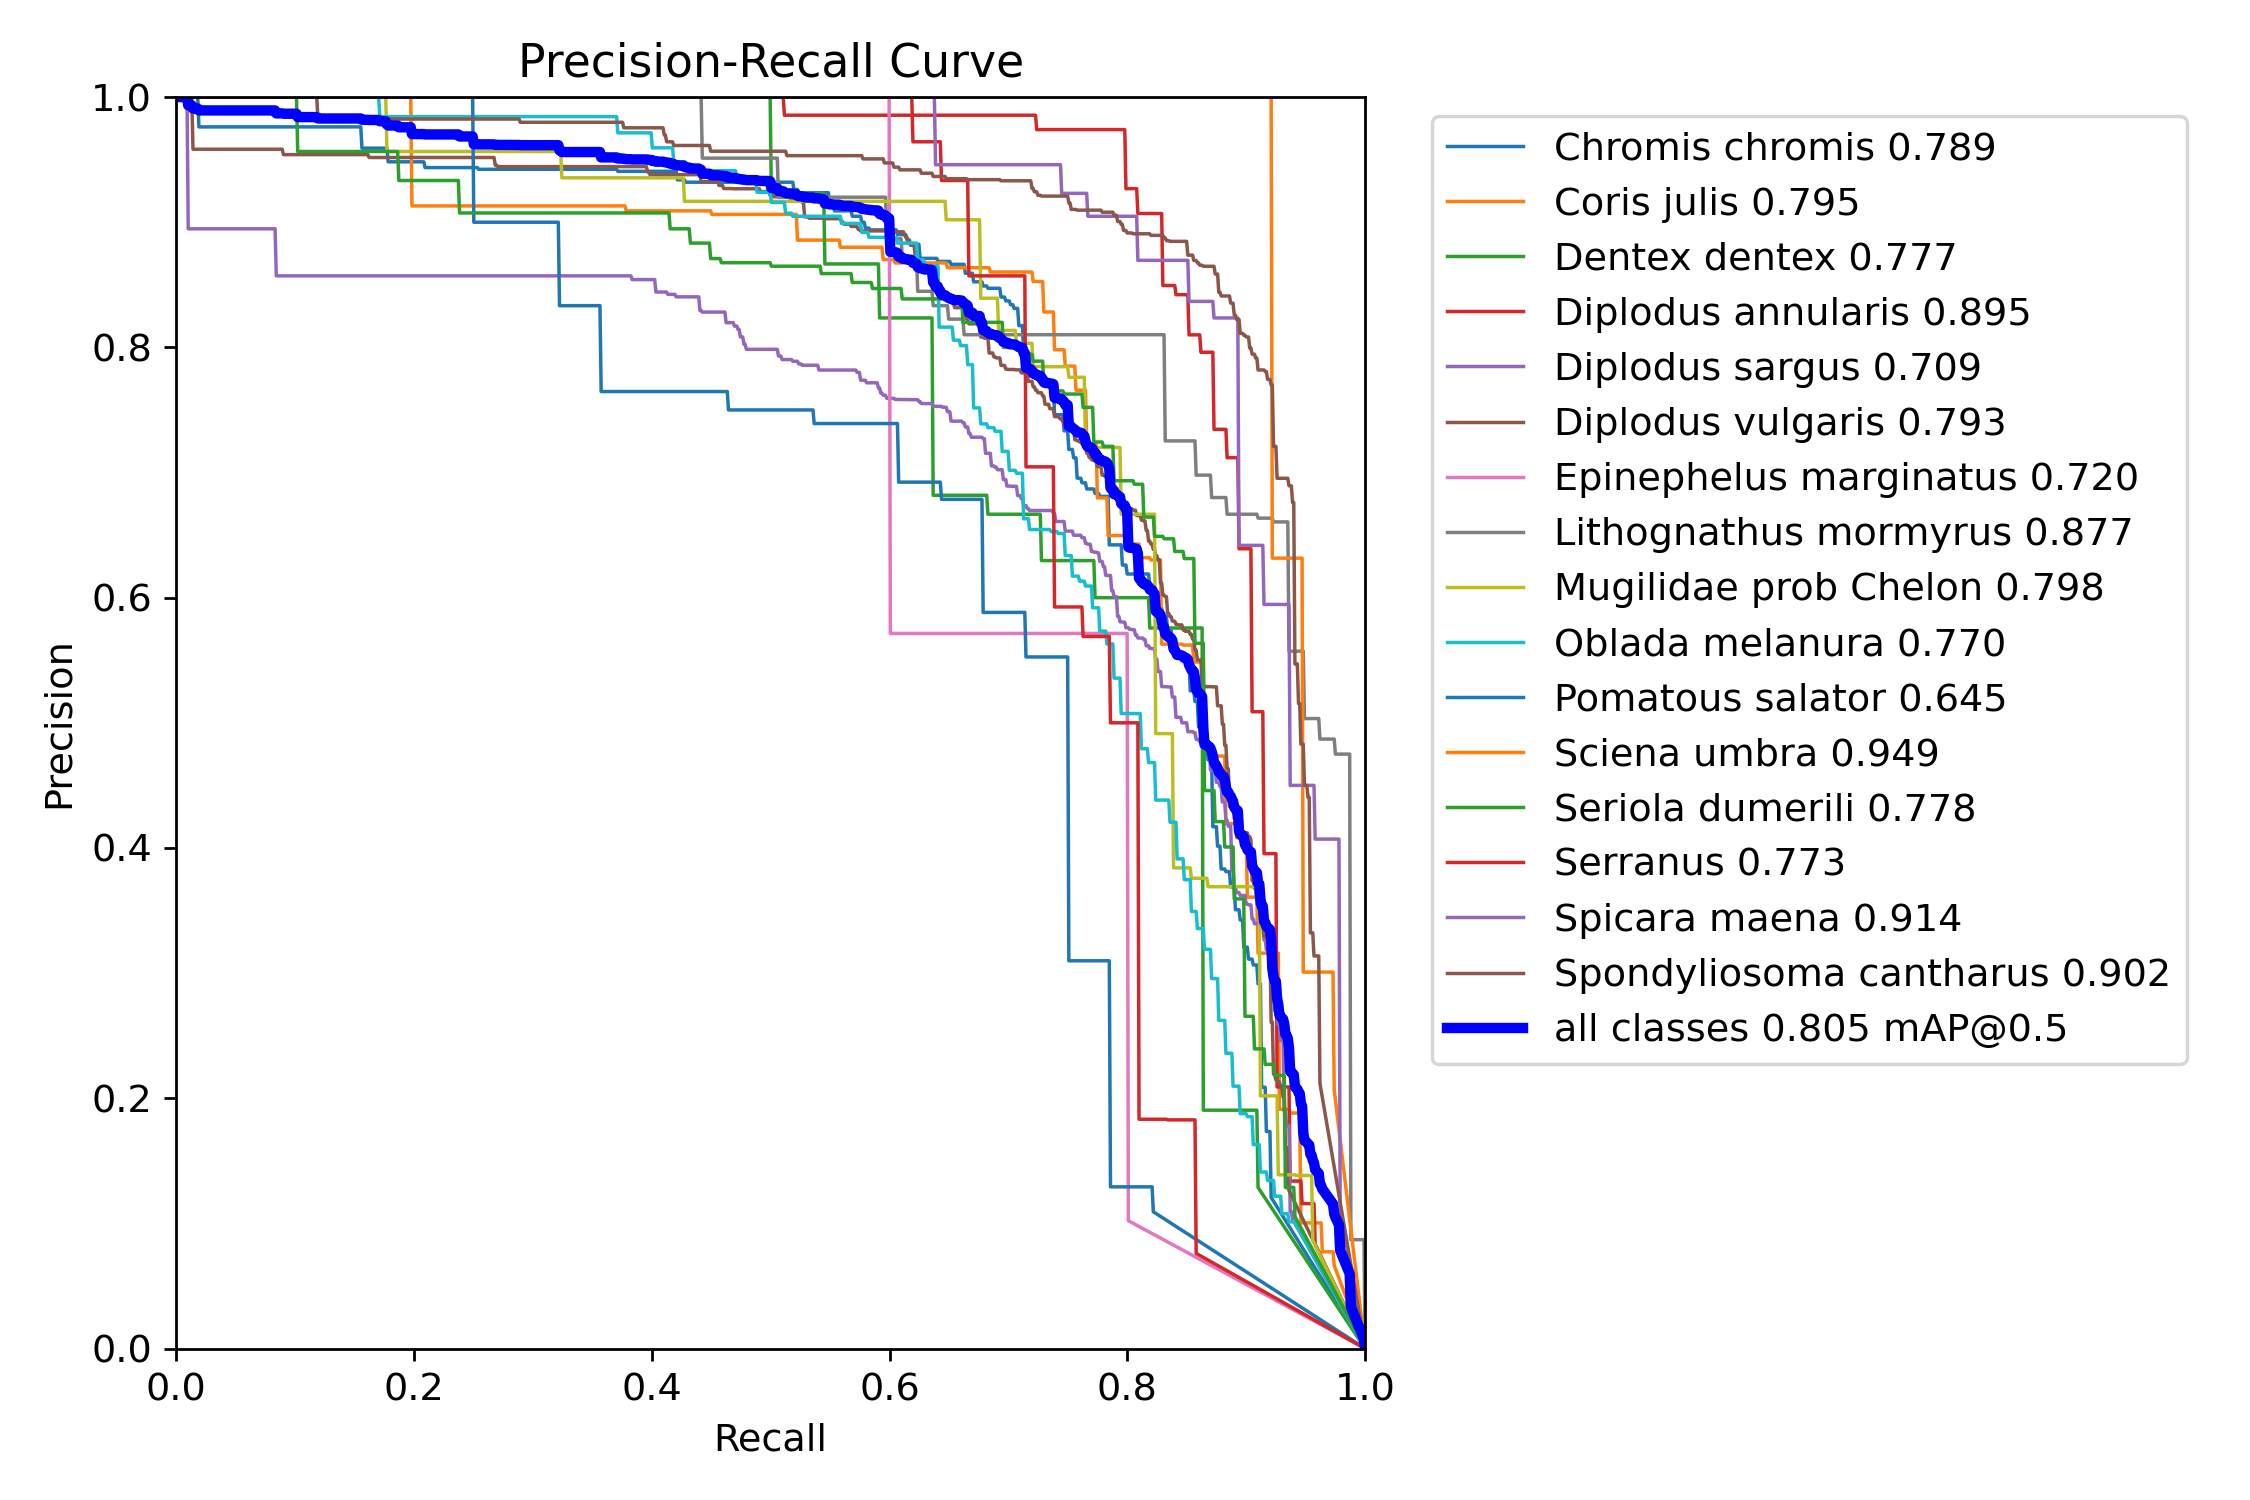 Precision-Recall Curve
1.0
0.8
0.6
0.4
0.2
0.0
Precision
0.0 0.2 0.4 0.6 0.8 1.0
Recall
Chromis chromis 0.789
Coris julis 0.795
Dentex dentex 0.777
Diplodus annularis 0.895
Diplodus sargus 0.709
Diplodus vulgaris 0.793
Epinephelus marginatus 0.720
Lithognathus mormyrus 0.877
Mugilidae prob Chelon 0.798
Oblada melanura 0.770
Pomatous salator 0.645
Sciena umbra 0.949
Seriola dumerili 0.778
Serranus 0.773
Spicara maena 0.914
Spondyliosoma cantharus 0.902
all classes 0.805 mAP@0.5